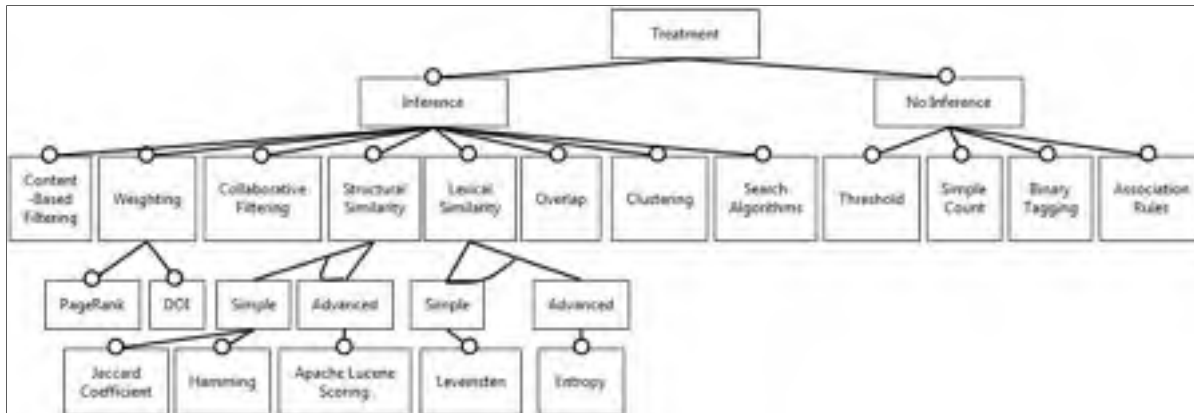 Treatment
Inference
No Inference
Content
-Based
Filtering
Weighting
Collaborative
Filtering
Structural
Similarity
Lexical
Similarity
Overlap
Clustering
Search
Algorithms
Threshold
Simple
Count
Binary
Tagging
Association
Rules
PageRank
DOI
Simple
Advanced
Simple
Advanced
Jaccard
Coefficient
Hamming
Apache Lucene
Scoring
Leveinsten
Entropy